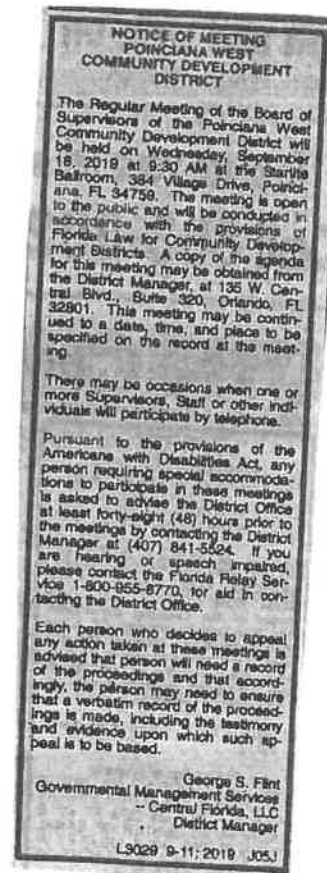 NOTICE OF MEETING
POINCIANA WEST
COMMUNITY DEVELOPMENT
DISTRICT
The Regular Meeting of the Board of
Supervisors of the Poinciana West
Community Development District will
be held on Wednesday, September
18, 2019 at 9:30 AM at the Starlite
Ballroom, 384 Village Drive, Poinci-
ana, FL 34759. The meeting is open
to the public and will be conducted in
accordance with the provisions of
Florida Law for Community Develop-
ment Districts. A copy of the agenda
for this meeting may be obtained from
the District Manager, at 135 W. Cen-
tral Blvd., Suite 320, Orlando, FL
32801. This meeting may be contin-
ued to a date, time, and place to be
specified on the record at the meet-
ing.
There may be occasions when one or
more Supervisors, Staff or other indi-
viduals will participate by telephone.
Pursuant to the provisions of the
Americans with Disabilities Act, any
person requiring special accommoda-
tions to participate in these meetings
is asked to advise the District Office
at least forty-eight (48) hours prior to
the meetings by contacting the District
Manager at (407) 841-5524. If you
are hearing or speech impaired,
please contact the Florida Relay Ser-
vice 1-800-955-8770, for aid in con-
tacting the District Office.
Each person who decides to appeal
any action taken at these meetings is
advised that person will need a record
of the proceedings and that accord-
ingly, the person may need to ensure
that a verbatim record of the proceed-
ings is made, including the testimony
and evidence upon which such ap-
peal is to be based.
George S. Flint
Governmental Management Services
-- Central Florida, LLC
District Manager
L9029 9-11; 2019 J05J